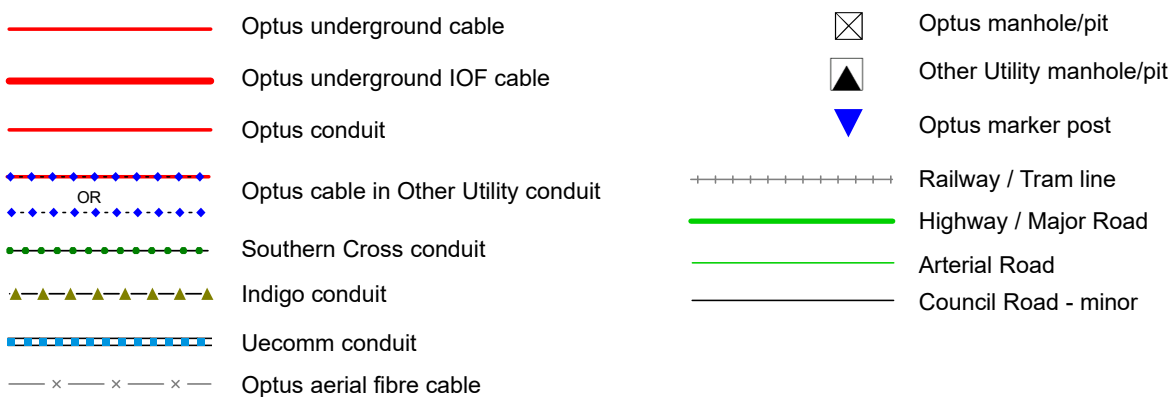 Optus underground cable
Optus underground IOF cable
Optus conduit
OR
Optus cable in Other Utility conduit
Southern Cross conduit
Indigo conduit
Uecomm conduit
Optus aerial fibre cable
Optus manhole/pit
Other Utility manhole/pit
Optus marker post
Railway / Tram line
Highway / Major Road
Arterial Road
Council Road - minor